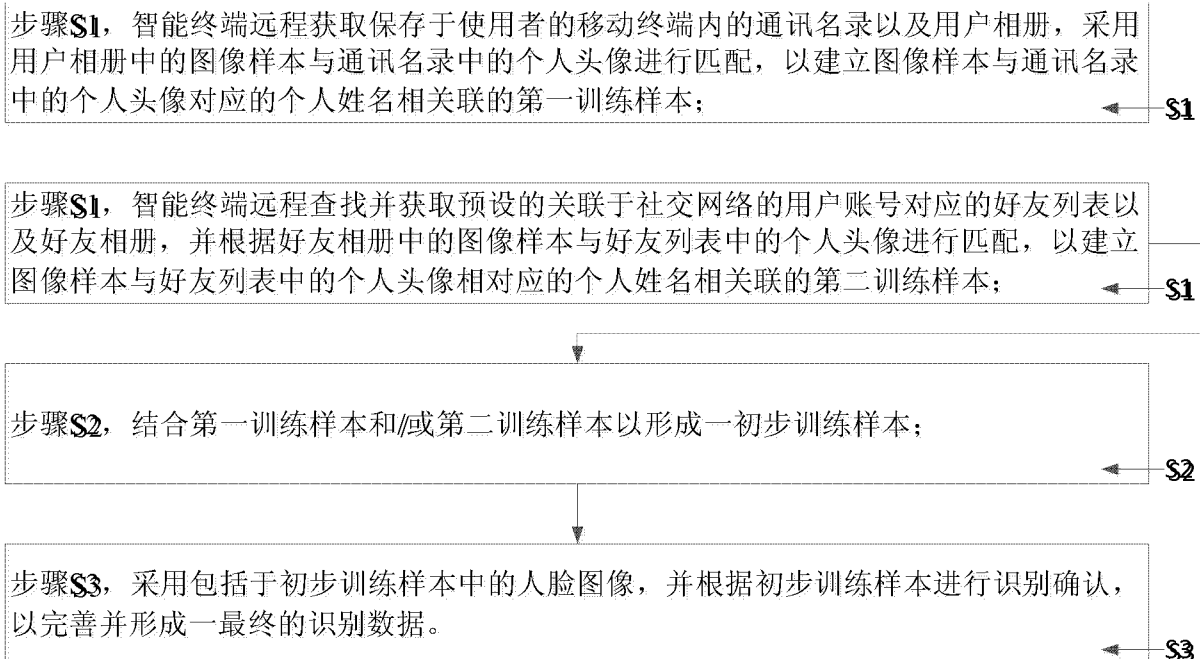 步骤S1，智能终端远程获取保存于使用者的移动终端内的通讯名录以及用户相册，采用
用户相册中的图像样本与通讯名录中的个人头像进行匹配，以建立图像样本与通讯名录
中的个人头像对应的个人姓名相关联的第一训练样本；
S1
步骤S1，智能终端远程查找并获取预设的关联于社交网络的用户账号对应的好友列表以
及好友相册，并根据好友相册中的图像样本与好友列表中的个人头像进行匹配，以建立
图像样本与好友列表中的个人头像相对应的个人姓名相关联的第二训练样本；
S1
步骤S2，结合第一训练样本和/或第二训练样本以形成一初步训练样本；
S2
步骤S3，采用包括于初步训练样本中的人脸图像，并根据初步训练样本进行识别确认，
以完善并形成一最终的识别数据。
S3